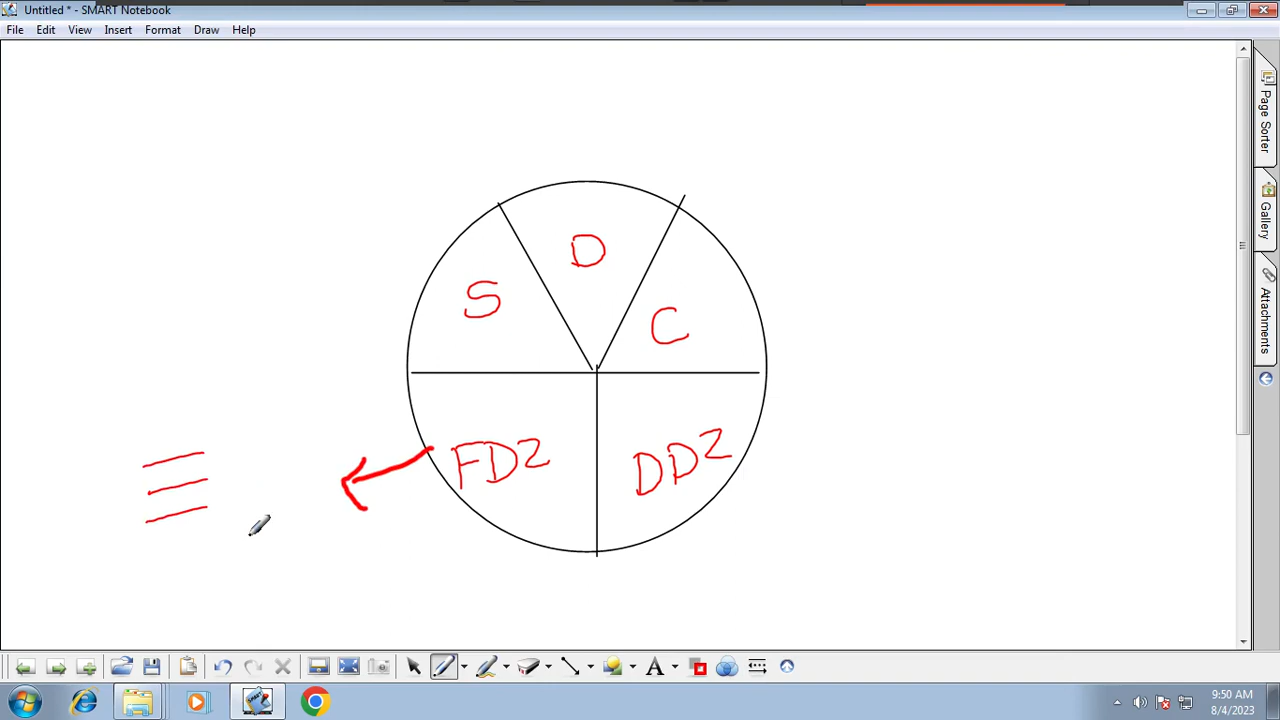 Untitled * - SMART Notebook
File Edit View Insert Format Draw Help
D
S
C
FD2
DD2
Page Sorter
Gallery
Attachments
A
9:50 AM
8/4/2023